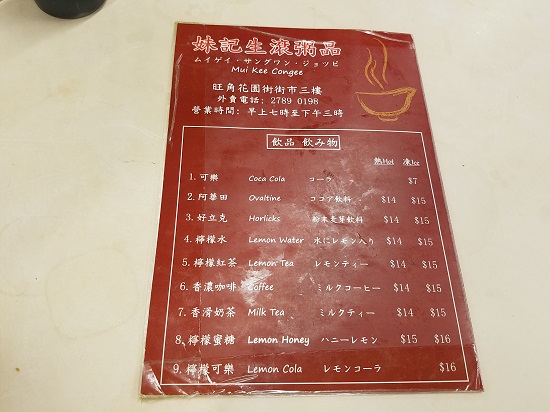 妹記生滾粥品
ムイゲイ・サングワン・ジョッピ
Mui Kee Congee
旺角花園街街市三樓
外賣電話: 2789 0198
營業時間: 早上七時至下午三時
飲品 飲み物
熱Hot 凍Ice
1. 可樂 Coca Cola コーラ $7
2. 阿華田 Ovaltine ココア飲料 $14 $15
3. 好立克 Horlicks 粉末麦芽飲料 $14 $15
4. 檸檬水 Lemon Water 水にレモン入り $14 $15
5. 檸檬紅茶 Lemon Tea レモンティー $14 $15
6. 香濃咖啡 Coffee ミルクコーヒー $14 $15
7. 香滑奶茶 Milk Tea ミルクティー $14 $15
8. 檸檬蜜糖 Lemon Honey ハニーレモン $15 $16
9. 檸檬可樂 Lemon Cola レモンコーラ $16